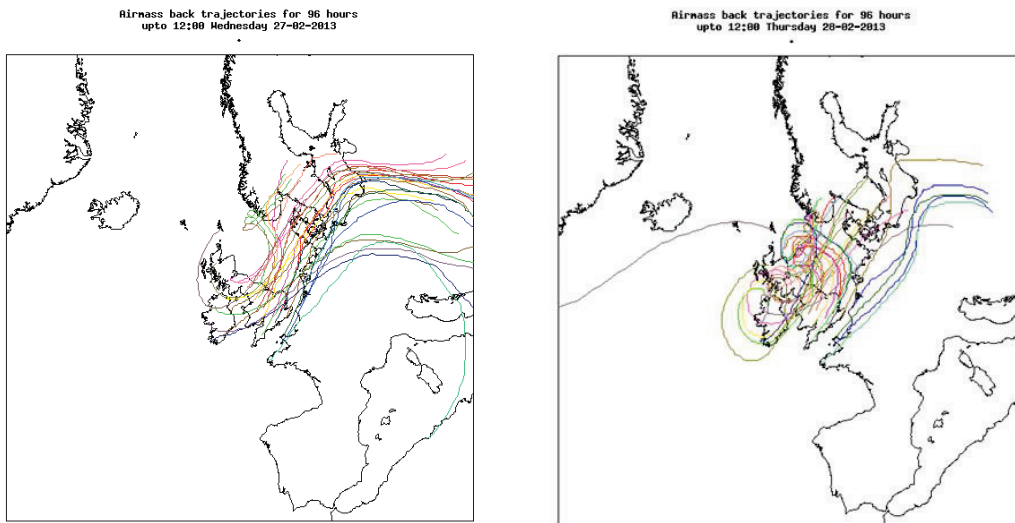 Airmass back trajectories for 96 hours
upto 12:00 Wednesday 27-02-2013
Airmass back trajectories for 96 hours
upto 12:00 Thursday 28-02-2013